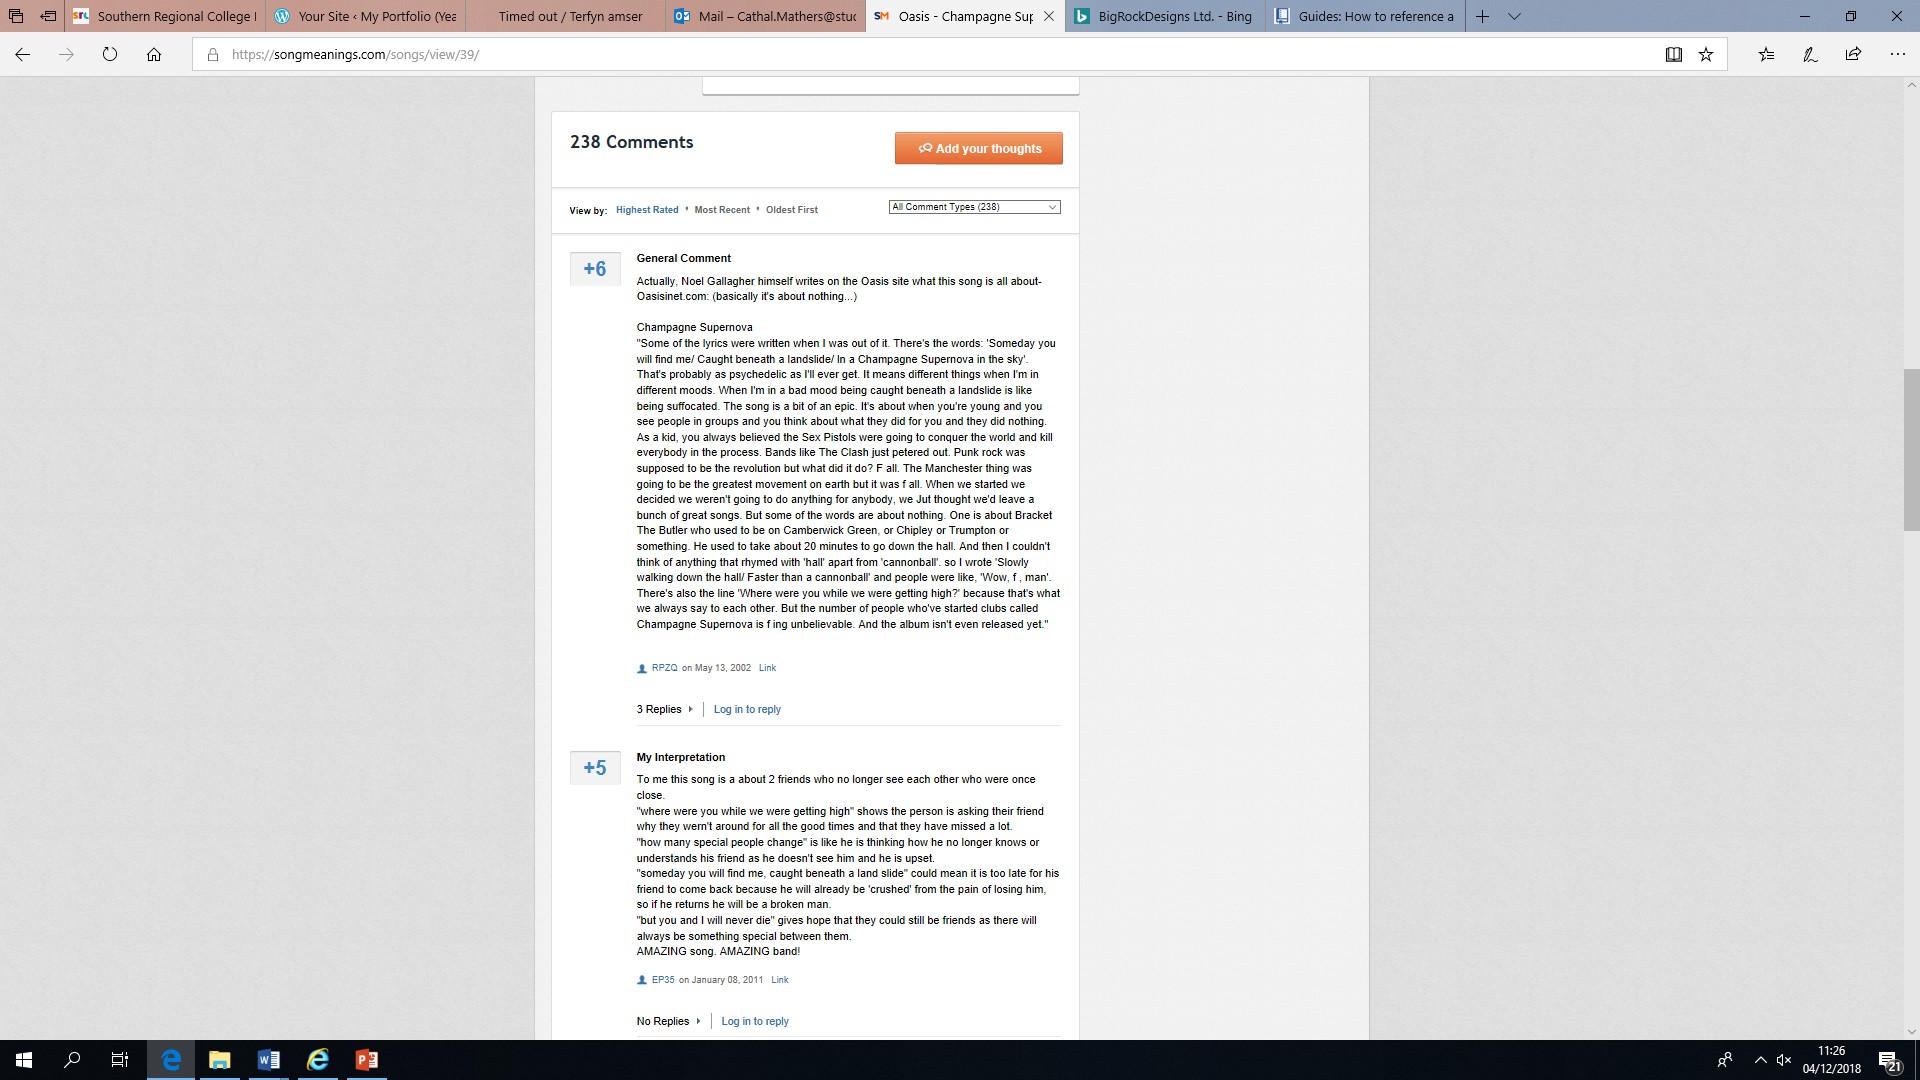 Southern Regional College I
Your Site ‹ My Portfolio (Yea
Timed out / Terfyn amser
Mail – Cathal.Mathers@stud
Oasis - Champagne Sup
BigRockDesigns Ltd. - Bing
Guides: How to reference a
https://songmeanings.com/songs/view/39/
238 Comments
Add your thoughts
View by: Highest Rated • Most Recent • Oldest First
All Comment Types (238)
+6
General Comment
Actually, Noel Gallagher himself writes on the Oasis site what this song is all about-
Oasisinet.com: (basically it's about nothing...)
Champagne Supernova
"Some of the lyrics were written when I was out of it. There's the words: 'Someday you
will find me/ Caught beneath a landslide/ In a Champagne Supernova in the sky'.
That's probably as psychedelic as I'll ever get. It means different things when I'm in
different moods. When I'm in a bad mood being caught beneath a landslide is like
being suffocated. The song is a bit of an epic. It's about when you're young and you
see people in groups and you think about what they did for you and they did nothing.
As a kid, you always believed the Sex Pistols were going to conquer the world and kill
everybody in the process. Bands like The Clash just petered out. Punk rock was
supposed to be the revolution but what did it do? F all. The Manchester thing was
going to be the greatest movement on earth but it was f all. When we started we
decided we weren't going to do anything for anybody, we Jut thought we'd leave a
bunch of great songs. But some of the words are about nothing. One is about Bracket
The Butler who used to be on Camberwick Green, or Chipley or Trumpton or
something. He used to take about 20 minutes to go down the hall. And then I couldn't
think of anything that rhymed with 'hall' apart from 'cannonball'. so I wrote 'Slowly
walking down the hall/ Faster than a cannonball' and people were like, 'Wow, f , man'.
There's also the line 'Where were you while we were getting high?' because that's what
we always say to each other. But the number of people who've started clubs called
Champagne Supernova is f ing unbelievable. And the album isn't even released yet."
RPZQ on May 13, 2002 Link
3 Replies Log in to reply
+5
My Interpretation
To me this song is a about 2 friends who no longer see each other who were once
close.
"where were you while we were getting high" shows the person is asking their friend
why they wern't around for all the good times and that they have missed a lot.
"how many special people change" is like he is thinking how he no longer knows or
understands his friend as he doesn't see him and he is upset.
"someday you will find me, caught beneath a land slide" could mean it is too late for his
friend to come back because he will already be 'crushed' from the pain of losing him,
so if he returns he will be a broken man.
"but you and I will never die" gives hope that they could still be friends as there will
always be something special between them.
AMAZING song. AMAZING band!
EP35 on January 08, 2011 Link
No Replies Log in to reply
11:26
04/12/2018
21